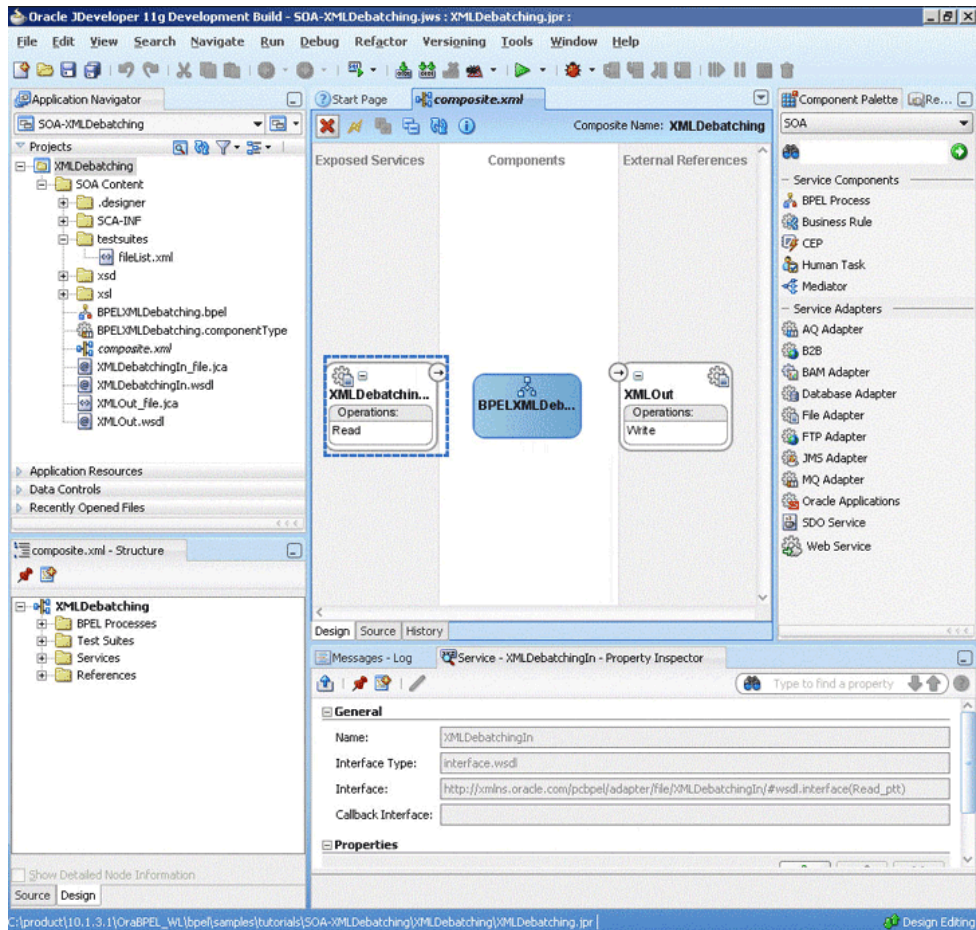 Oracle JDeveloper 11g Development Build - SOA-XMLDebatching.jws : XMLDebatching.jpr :
File Edit View Search Navigate Run Debug Refactor Versioning Tools Window Help
Application Navigator
SOA-XMLDebatching
Projects
XMLDebatching
SOA Content
.designer
SCA-INF
testsuites
fileList.xml
xsd
xsl
BPELXMLDebatching.bpel
BPELXMLDebatching.componentType
composite.xml
XMLDebatchingIn_file.jca
XMLDebatchingIn.wsdl
XMLOut_file.jca
XMLOut.wsdl
Application Resources
Data Controls
Recently Opened Files
composite.xml - Structure
XMLDebatching
BPEL Processes
Test Suites
Services
References
Show Detailed Node Information
Source Design
Start Page composite.xml
Composite Name: XMLDebatching
Exposed Services Components External References
XMLDebatchin...
Operations:
Read
BPELXMLDeb...
XMLOut
Operations:
Write
Design Source History
Component Palette Re...
SOA
Service Components
BPEL Process
Business Rule
CEP
Human Task
Mediator
Service Adapters
AQ Adapter
B2B
BAM Adapter
Database Adapter
File Adapter
FTP Adapter
JMS Adapter
MQ Adapter
Oracle Applications
SDO Service
Web Service
Messages - Log Service - XMLDebatchingIn - Property Inspector
Type to find a property
General
Name: XMLDebatchingIn
Interface Type: interface.wsdl
Interface: http://xmlns.oracle.com/pcbpel/adapter/file/XMLDebatchingIn/#wsdl.interface(Read_ptt)
Callback Interface:
Properties
C:\product\10.1.3.1\OraBPEL_WL\bpel\samples\tutorials\SOA-XMLDebatching\XMLDebatching\XMLDebatching.jpr
Design Editing